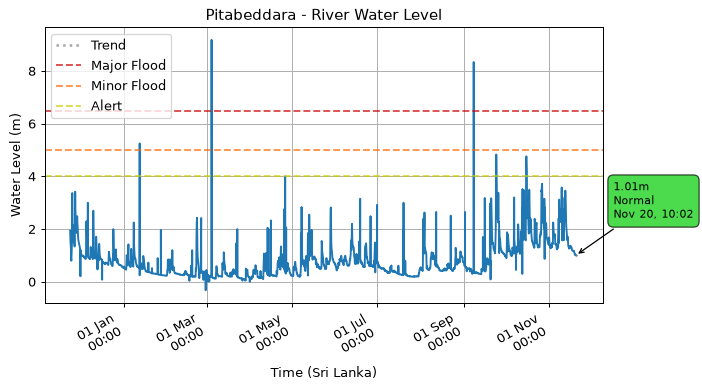 Pitabeddara - River Water Level
Trend
Major Flood
Minor Flood
Alert
Water Level (m)
8
6
4
2
0
1.01m
Normal
Nov 20, 10:02
01 Jan
00:00
01 Mar
00:00
01 May
00:00
01 Jul
00:00
01 Sep
00:00
01 Nov
00:00
Time (Sri Lanka)